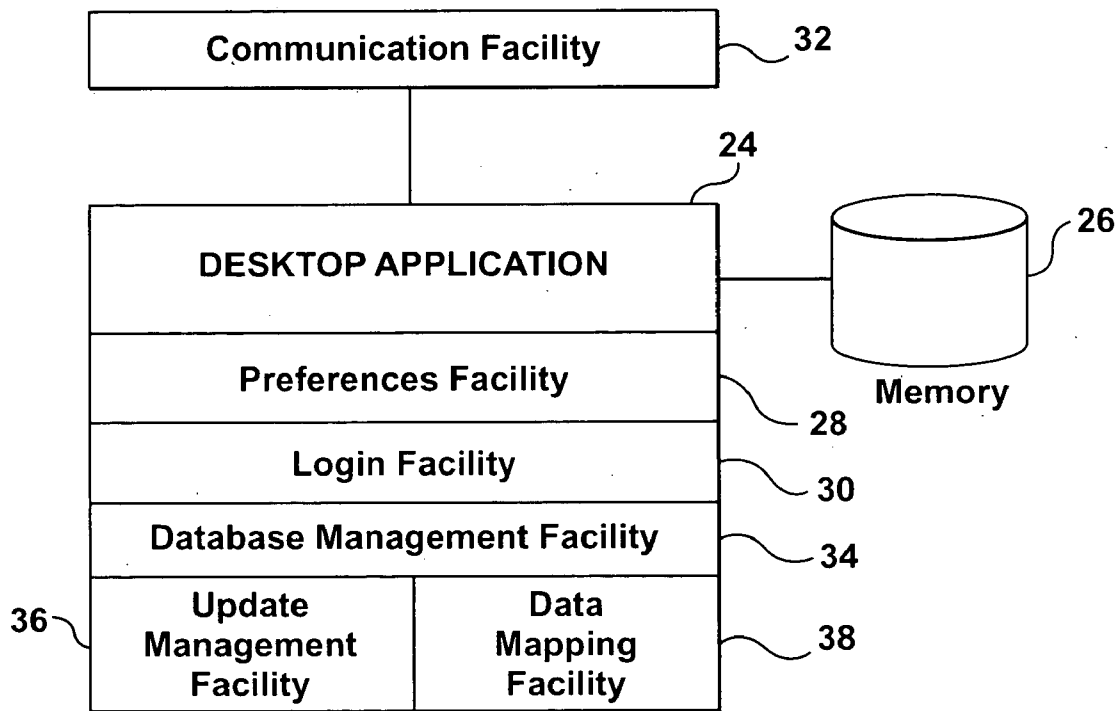 Communication Facility
32
24
DESKTOP APPLICATION
26
Memory
Preferences Facility
28
Login Facility
30
Database Management Facility
34
36
Update
Management
Facility
Data
Mapping
Facility
38